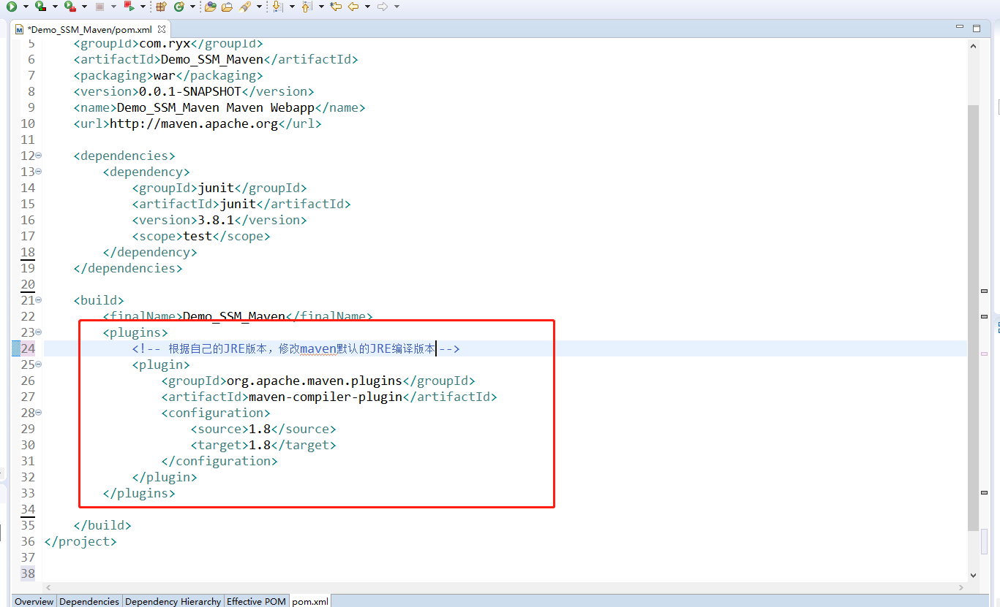 *Demo_SSM_Maven/pom.xml
5 <groupId>com.ryx</groupId>
6 <artifactId>Demo_SSM_Maven</artifactId>
7 <packaging>war</packaging>
8 <version>0.0.1-SNAPSHOT</version>
9 <name>Demo_SSM_Maven Maven Webapp</name>
10 <url>http://maven.apache.org</url>
11
12 <dependencies>
13 <dependency>
14 <groupId>junit</groupId>
15 <artifactId>junit</artifactId>
16 <version>3.8.1</version>
17 <scope>test</scope>
18 </dependency>
19 </dependencies>
20
21 <build>
22 <finalName>Demo_SSM_Maven</finalName>
23 <plugins>
24 <!-- 根据自己的JRE版本，修改maven默认的JRE编译版本-->
25 <plugin>
26 <groupId>org.apache.maven.plugins</groupId>
27 <artifactId>maven-compiler-plugin</artifactId>
28 <configuration>
29 <source>1.8</source>
30 <target>1.8</target>
31 </configuration>
32 </plugin>
33 </plugins>
34
35 </build>
36 </project>
37
38
Overview Dependencies Dependency Hierarchy Effective POM pom.xml